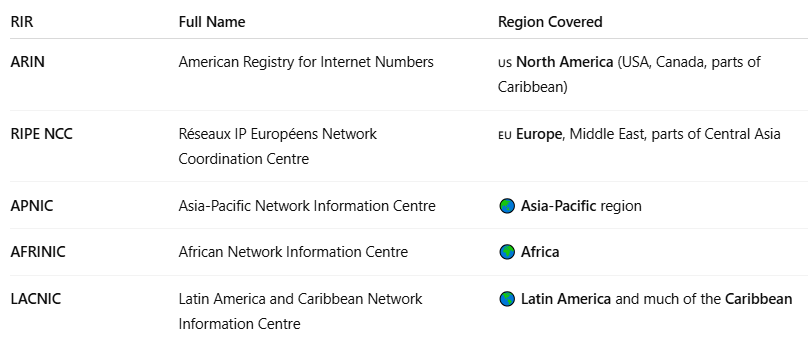 RIR Full Name Region Covered
ARIN American Registry for Internet Numbers us North America (USA, Canada, parts of
Caribbean)
RIPE NCC Réseaux IP Européens Network EU Europe, Middle East, parts of Central Asia
Coordination Centre
APNIC Asia-Pacific Network Information Centre 🌏 Asia-Pacific region
AFRINIC African Network Information Centre 🌍 Africa
LACNIC Latin America and Caribbean Network 🌎 Latin America and much of the Caribbean
Information Centre